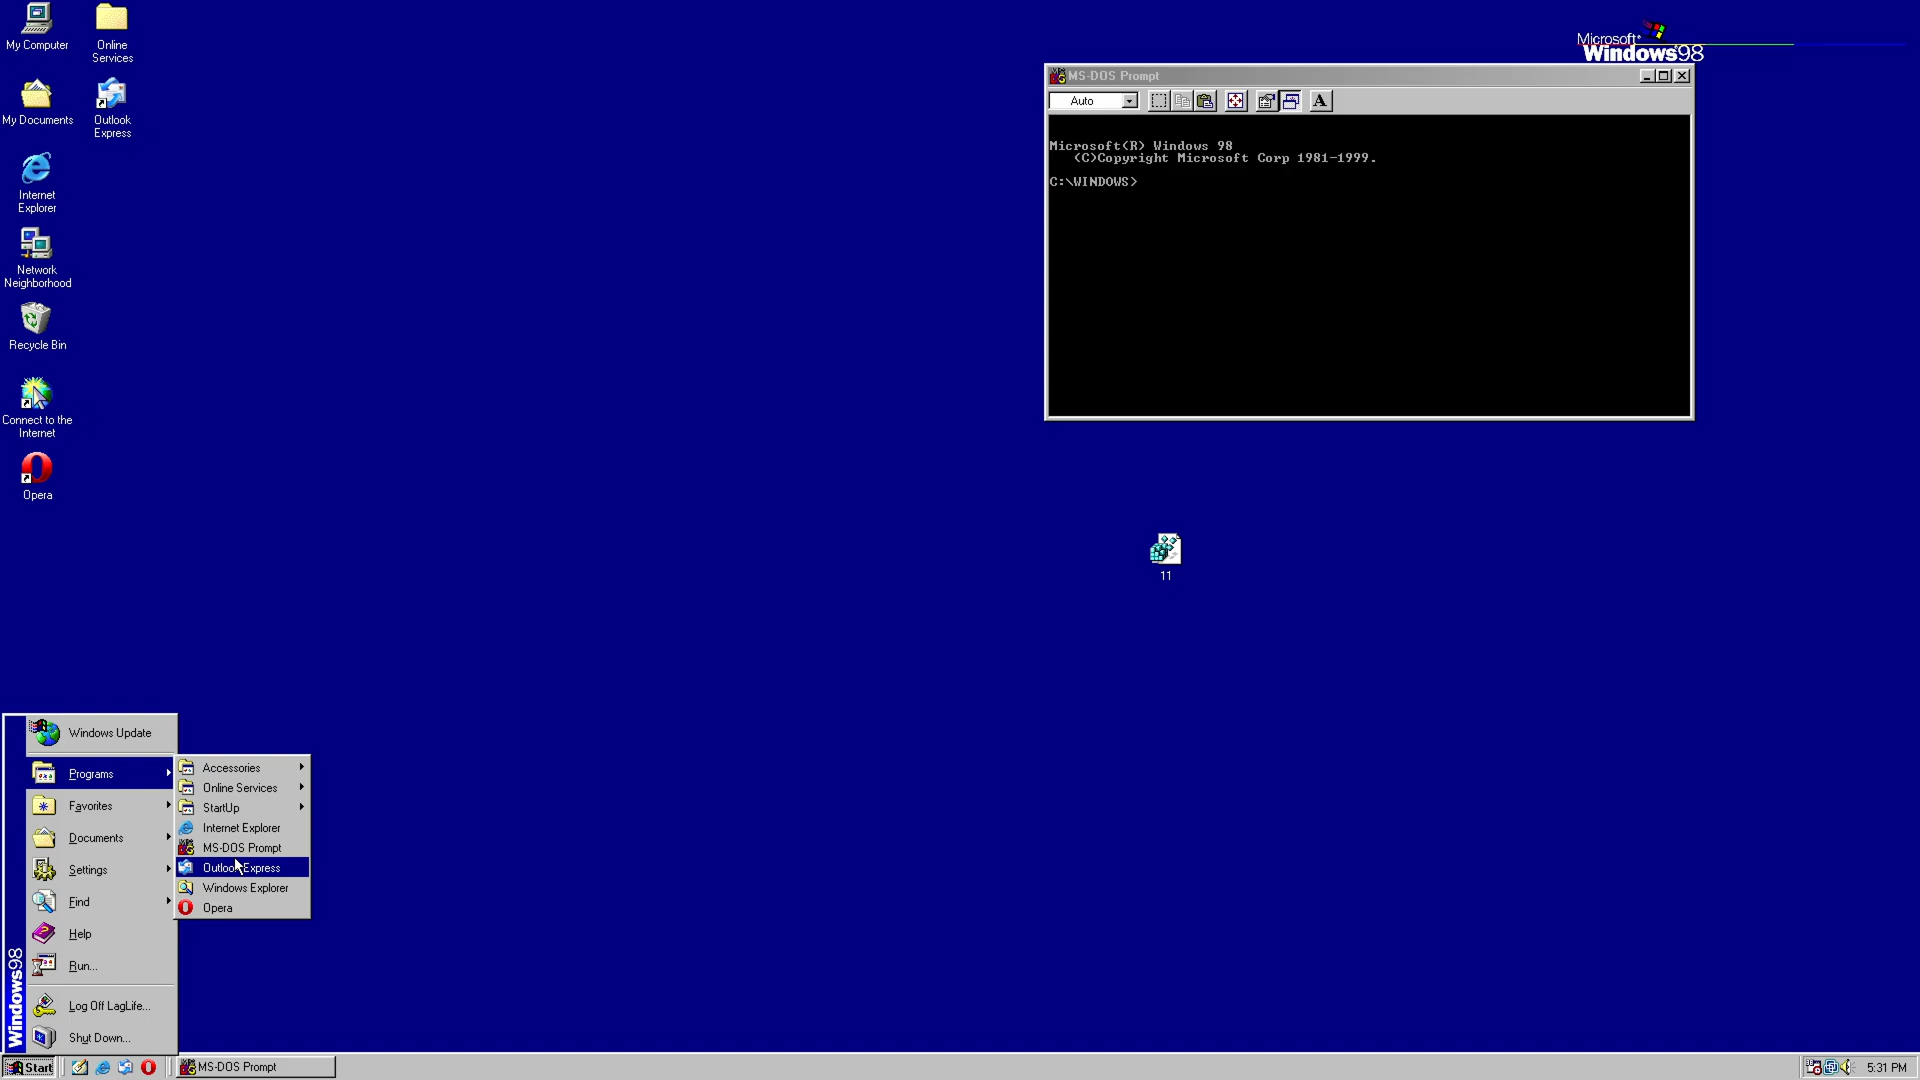 My Computer
Online
Services
My Documents
Outlook
Express
Internet
Explorer
Network
Neighborhood
Recycle Bin
Connect to the
Internet
Opera
Microsoft®
Windows98
MS-DOS Prompt
Auto
A
Microsoft(R) Windows 98
(C)Copyright Microsoft Corp 1981-1999.
C:\WINDOWS>
11
Windows Update
Programs
Favorites
Documents
Settings
Find
Help
Run...
Log Off LagLife...
Shut Down...
Windows98
Accessories
Online Services
StartUp
Internet Explorer
MS-DOS Prompt
Outlook Express
Windows Explorer
Opera
Start
MS-DOS Prompt
5:31 PM